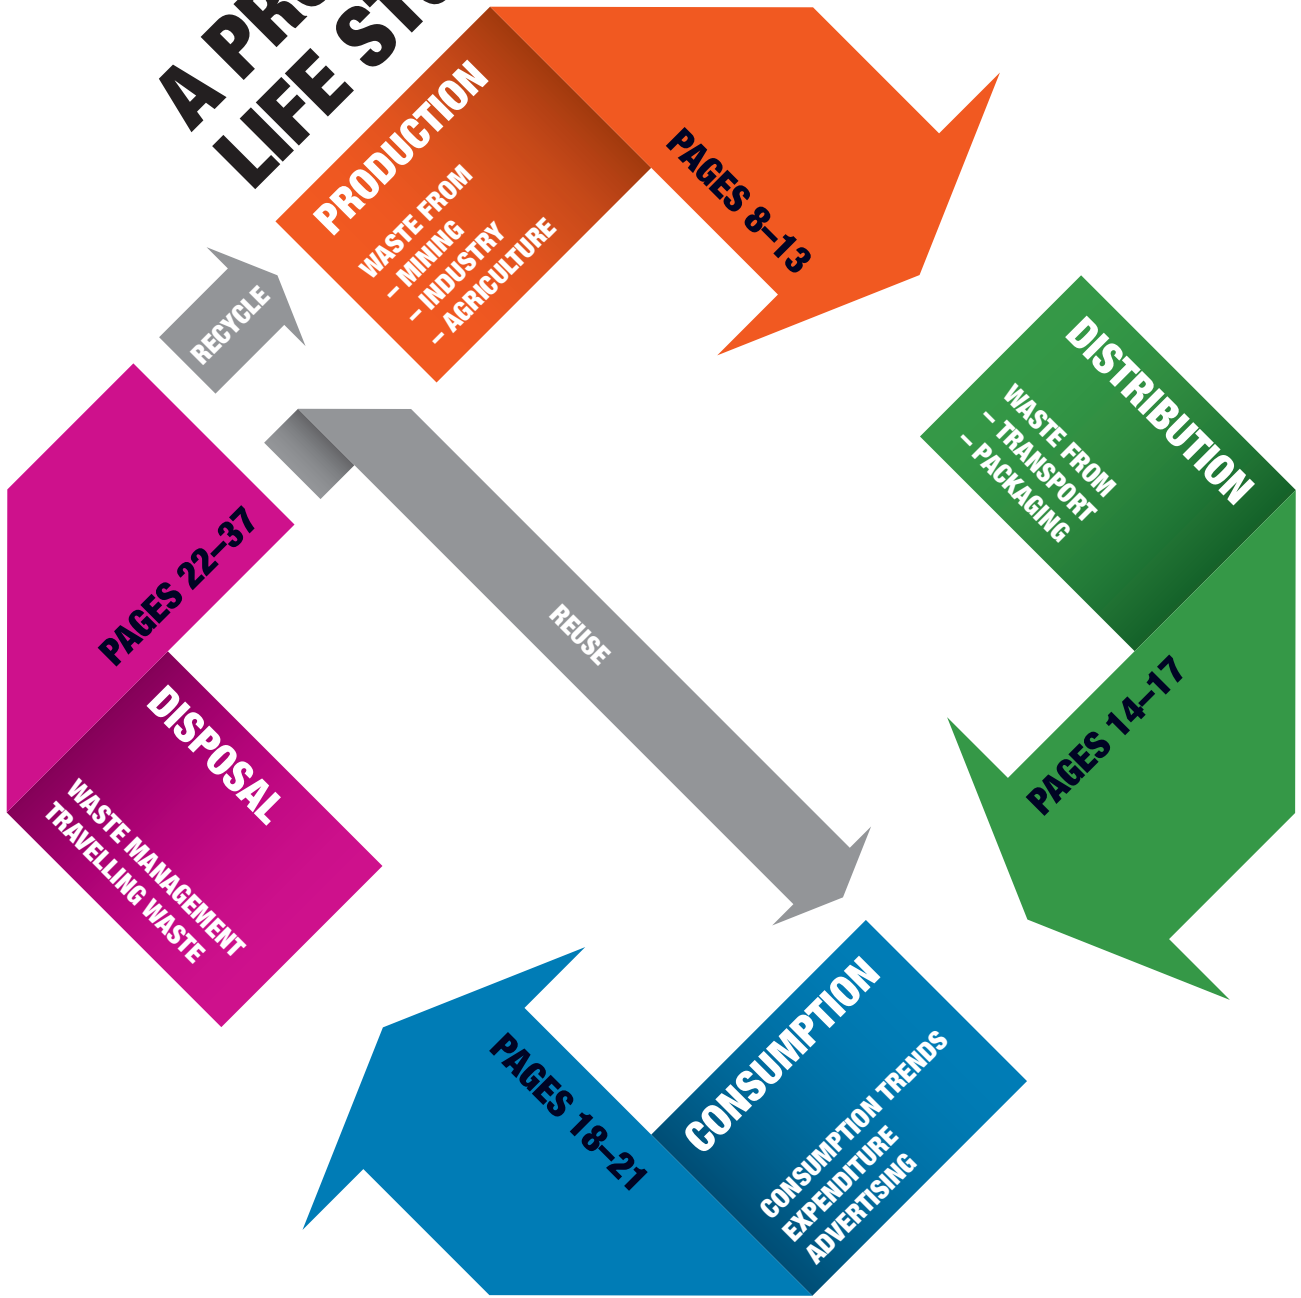 A
LIFE
PRODUCTION
WASTE FROM
– MINING
– INDUSTRY
– AGRICULTURE
PAGES 8–13
DISTRIBUTION
WASTE FROM
– TRANSPORT
– PACKAGING
PAGES 14–17
CONSUMPTION
CONSUMPTION TRENDS
EXPENDITURE
ADVERTISING
PAGES 18–21
DISPOSAL
WASTE MANAGEMENT
TRAVELLING WASTE
PAGES 22–37
RECYCLE
REUSE